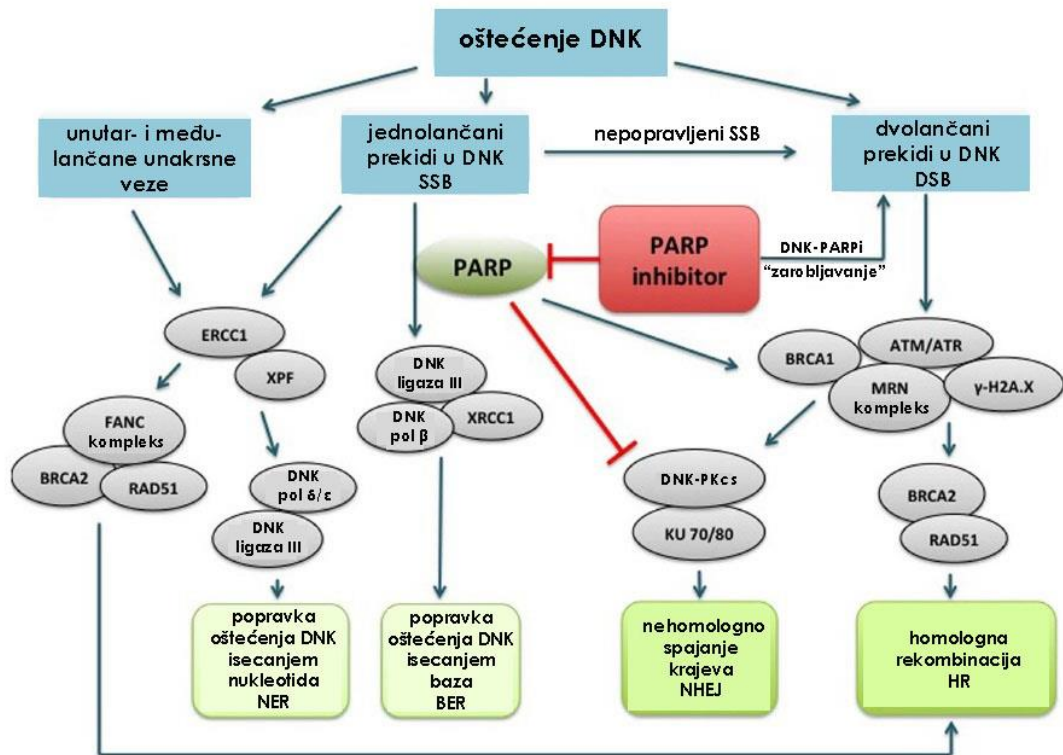 oštećenje DNK
unutar- i među-
lančane unakrsne
veze
jednolančani
prekidi u DNK
SSB
nepopravljeni SSB
dvolančani
prekidi u DNK
DSB
PARP
PARP
inhibitor
DNK-PARPi
“zarobljavanje”
ERCC1
XPF
DNK
ligaza III
DNK
pol β
XRCC1
BRCA1
ATM/ATR
MRN
kompleks
γ-H2A.X
FANC
kompleks
BRCA2
RAD51
DNK
pol δ/ε
DNK
ligaza III
DNK-PKcs
KU 70/80
BRCA2
RAD51
popravka
oštećenja DNK
isecanjem
nukleotida
NER
popravka
oštećenja DNK
isecanjem
baza
BER
nehomologno
spajanje
krajeva
NHEJ
homologna
rekombinacija
HR